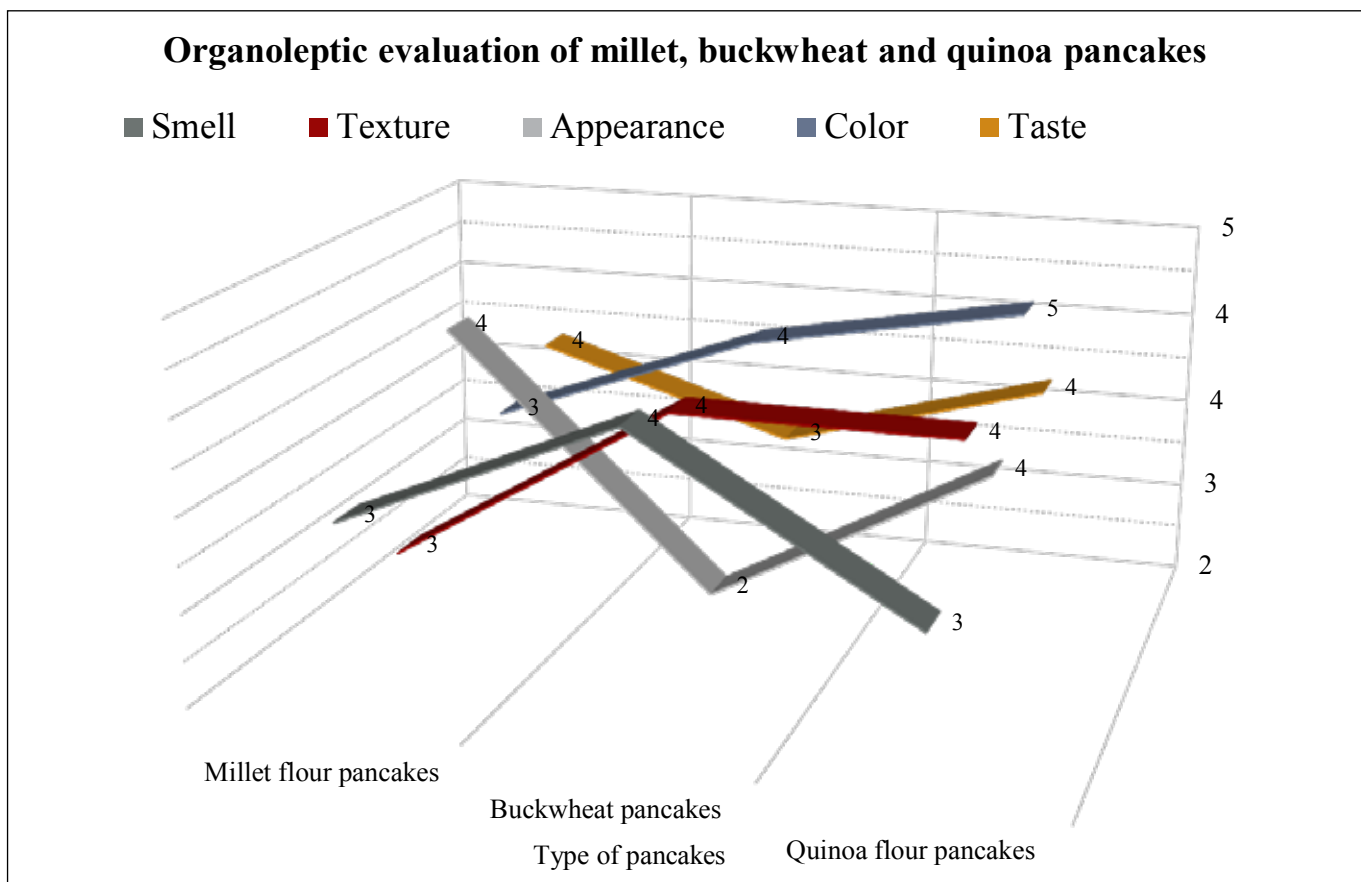 Organoleptic evaluation of millet, buckwheat and quinoa pancakes
Smell Texture Appearance Color Taste
5
4
4
3
2
4 4 3 4 5
3 3 4 4 3 4
2 4 4
3
Millet flour pancakes
Buckwheat pancakes
Quinoa flour pancakes
Type of pancakes